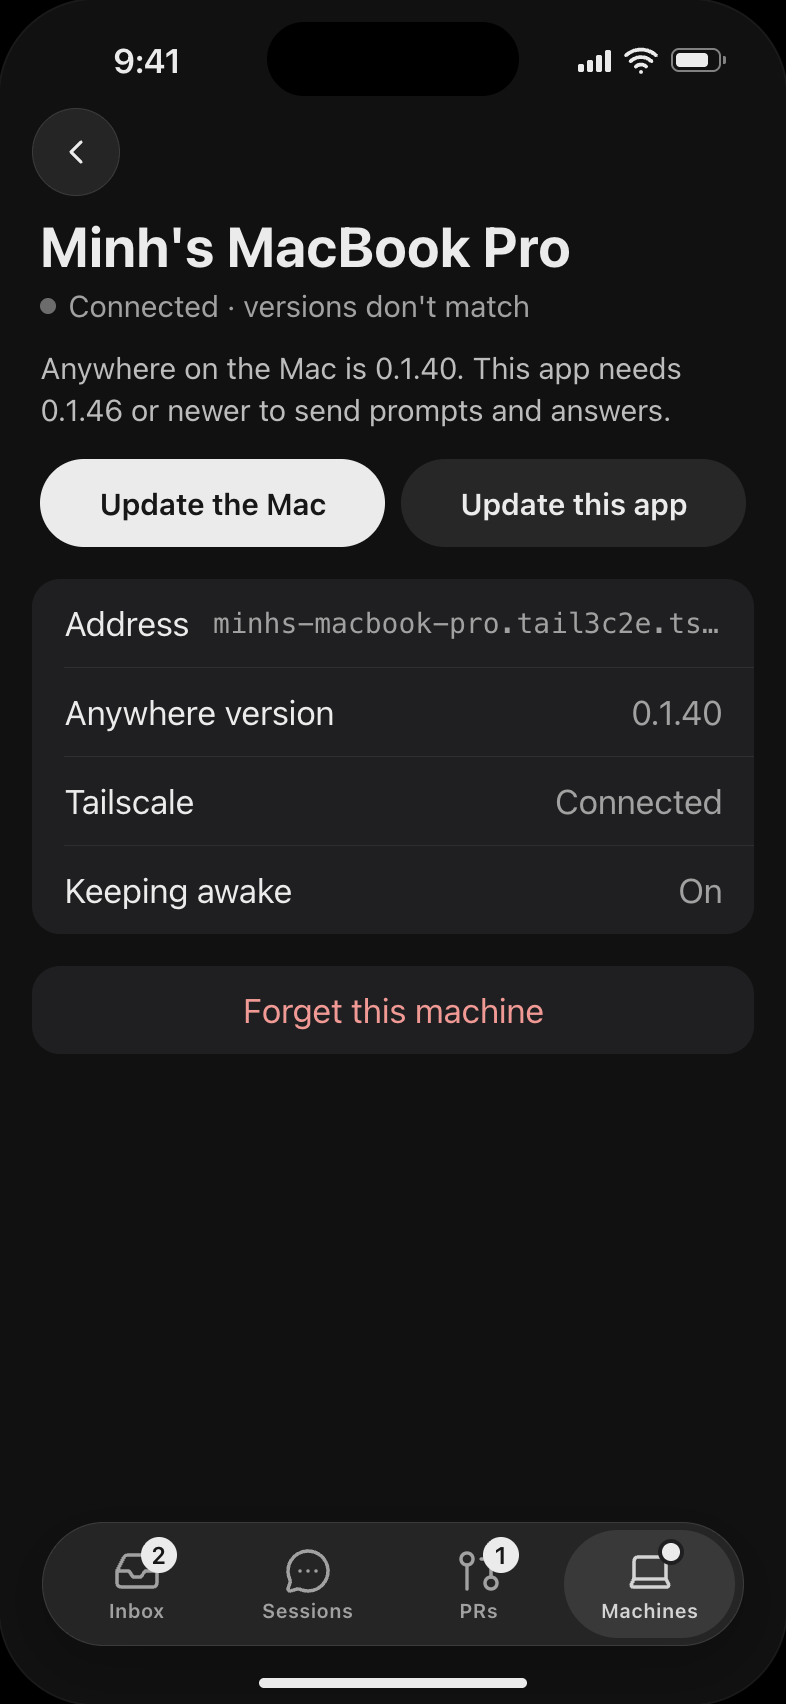 9:41
Minh's MacBook Pro
Connected · versions don't match
Anywhere on the Mac is 0.1.40. This app needs
0.1.46 or newer to send prompts and answers.
Update the Mac
Update this app
Address minhs-macbook-pro.tail3c2e.ts…
Anywhere version 0.1.40
Tailscale Connected
Keeping awake On
Forget this machine
2
1
Inbox
Sessions
PRs
Machines